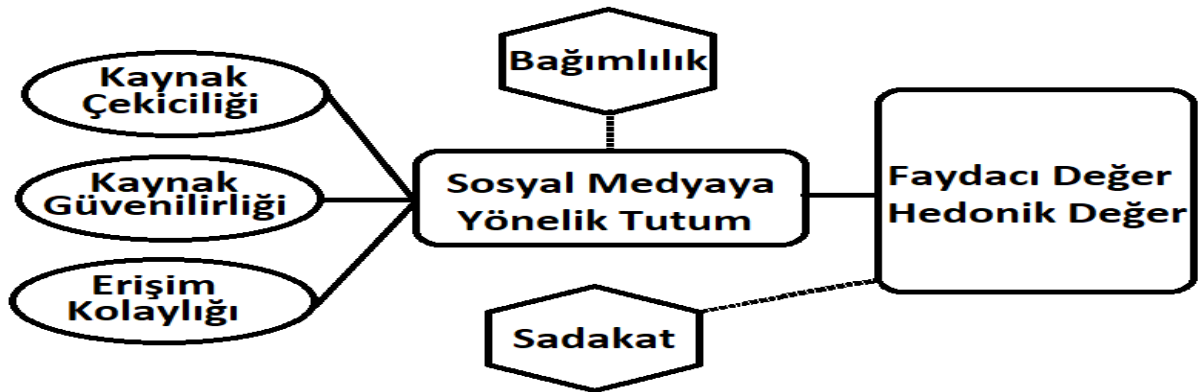 Kaynak
Çekiciliği
Kaynak
Güvenilirliği
Erişim
Kolaylığı
Bağımlılık
Sosyal Medyaya
Yönelik Tutum
Sadakat
Faydacı Değer
Hedonik Değer